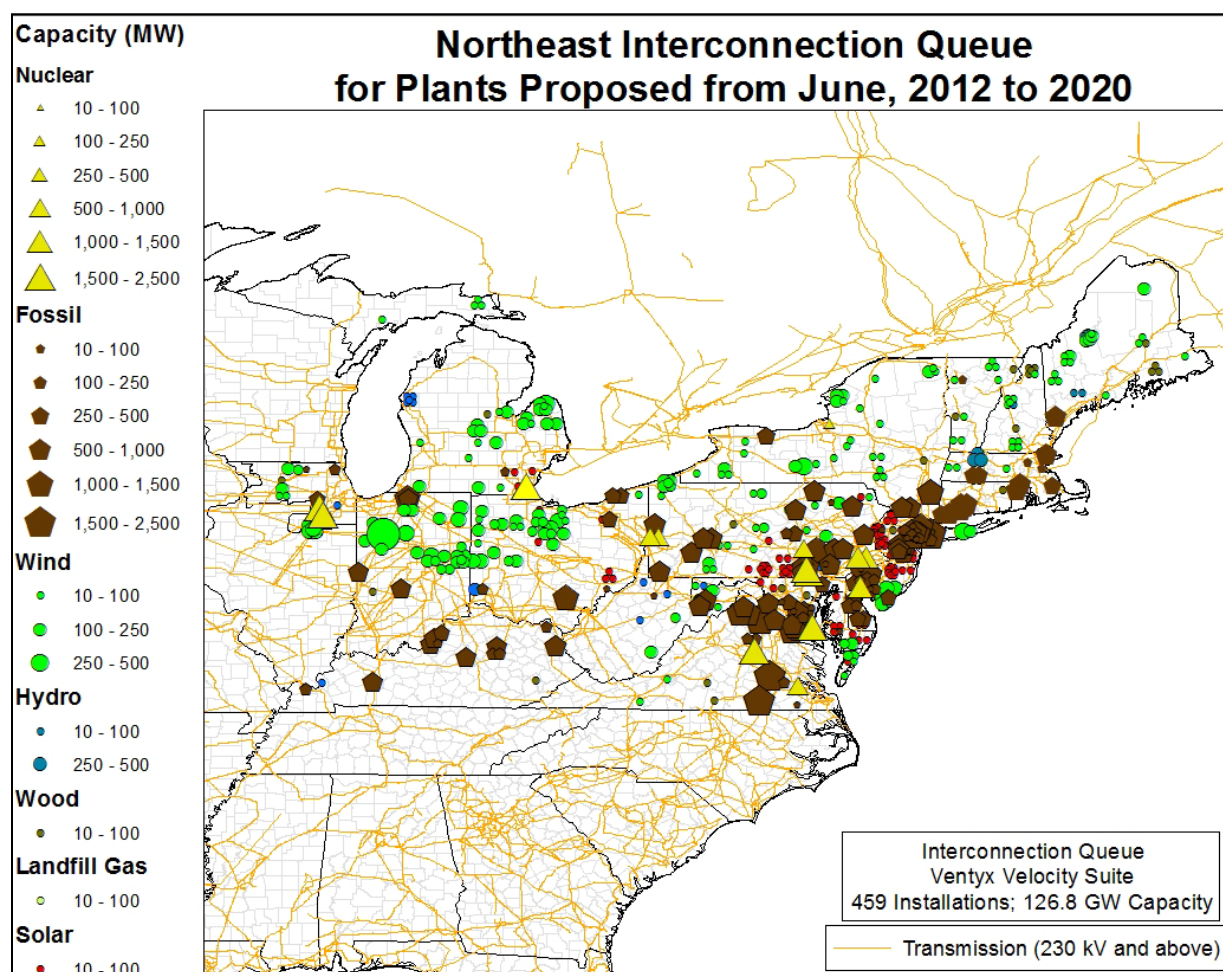 Northeast Interconnection Queue
for Plants Proposed from June, 2012 to 2020
Capacity (MW)
Nuclear
10 - 100
100 - 250
250 - 500
500 - 1,000
1,000 - 1,500
1,500 - 2,500
Fossil
10 - 100
100 - 250
250 - 500
500 - 1,000
1,000 - 1,500
1,500 - 2,500
Wind
10 - 100
100 - 250
250 - 500
Hydro
10 - 100
250 - 500
Wood
10 - 100
Landfill Gas
10 - 100
Solar
10 - 100
Interconnection Queue
Ventyx Velocity Suite
459 Installations; 126.8 GW Capacity
Transmission (230 kV and above)